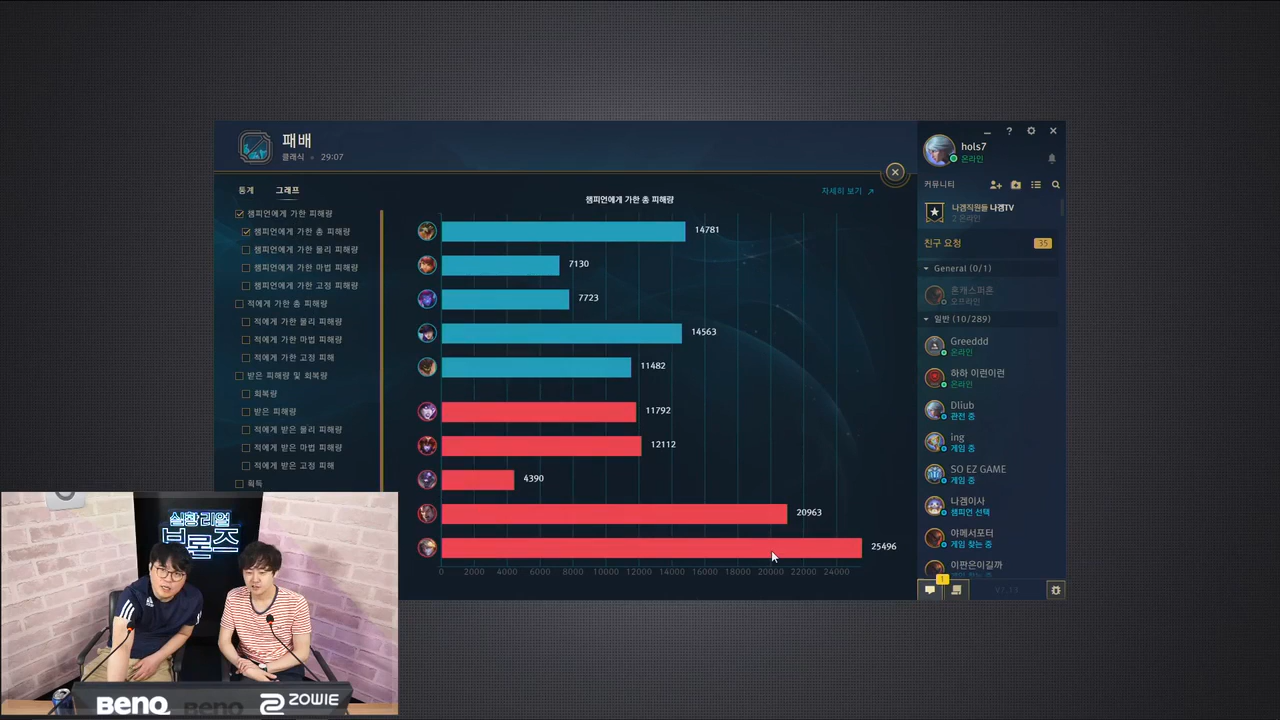 패배
클래식 • 29:07
통계 그래프
자세히 보기
챔피언에게 가한 총 피해량
챔피언에게 가한 피해량
챔피언에게 가한 총 피해량
챔피언에게 가한 물리 피해량
챔피언에게 가한 마법 피해량
챔피언에게 가한 고정 피해량
적에게 가한 총 피해량
적에게 가한 물리 피해량
적에게 가한 마법 피해량
적에게 가한 고정 피해
받은 피해량 및 회복량
회복량
받은 피해량
적에게 받은 물리 피해량
적에게 받은 마법 피해량
적에게 받은 고정 피해
획득
14781
7130
7723
14563
11482
11792
12112
4390
20963
25496
0 2000 4000 6000 8000 10000 12000 14000 16000 18000 20000 22000 24000
hols7
온라인
커뮤니티
나겜직원들 나겜TV
2 온라인
친구 요청 35
General (0/1)
혼캐스피혼
오프라인
일반 (10/289)
Greeddd
온라인
하하 이런이런
온라인
Dliub
관전 중
ing
게임 중
SO EZ GAME
게임 중
나겜이사
챔피언 선택
야메서포터
게임 찾는 중
이판은이길까
1
V7.13
실황 리얼
브론즈
BenQ BenQ ZOWIE